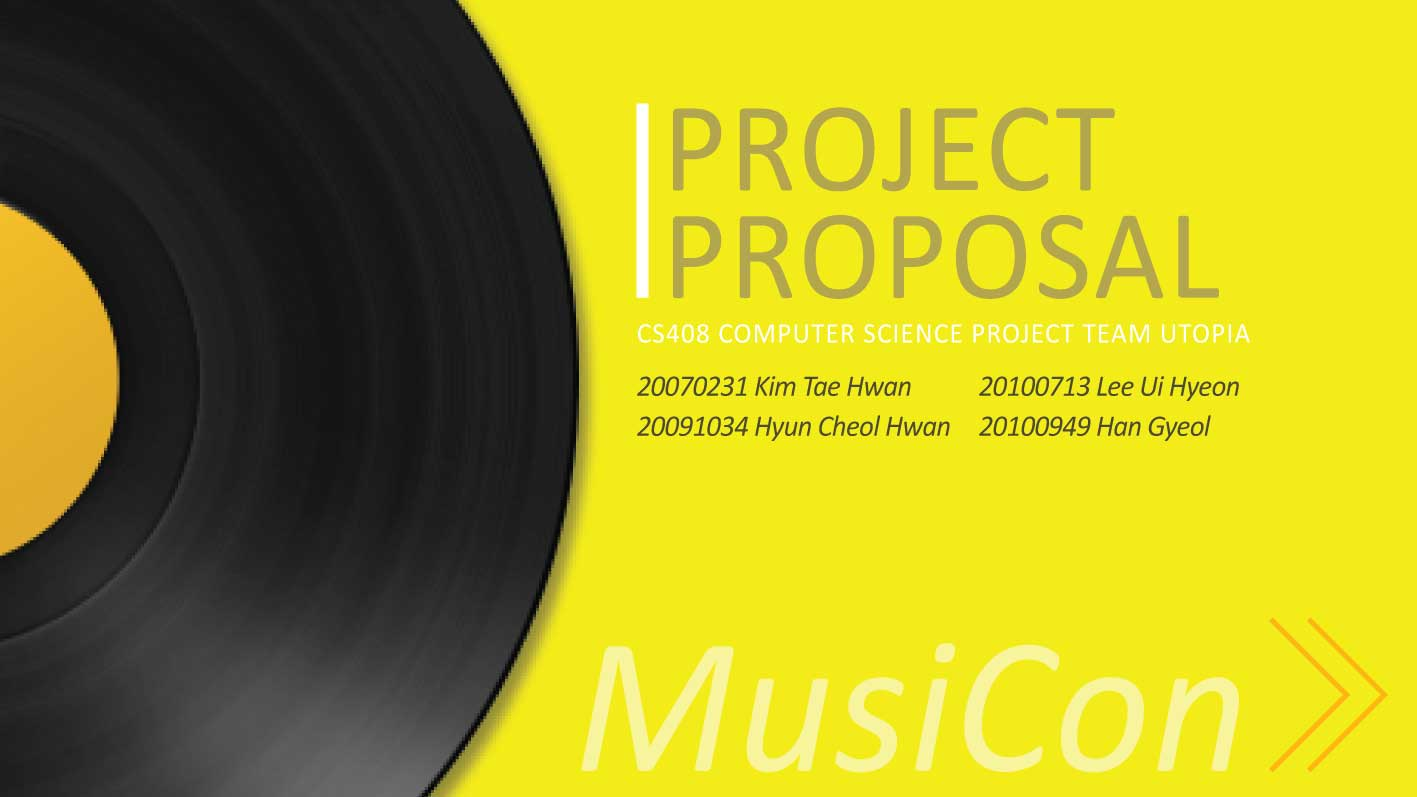 PROJECT
PROPOSAL
CS408 COMPUTER SCIENCE PROJECT TEAM UTOPIA
20070231 Kim Tae Hwan 20100713 Lee Ui Hyeon
20091034 Hyun Cheol Hwan 20100949 Han Gyeol
MusiCon